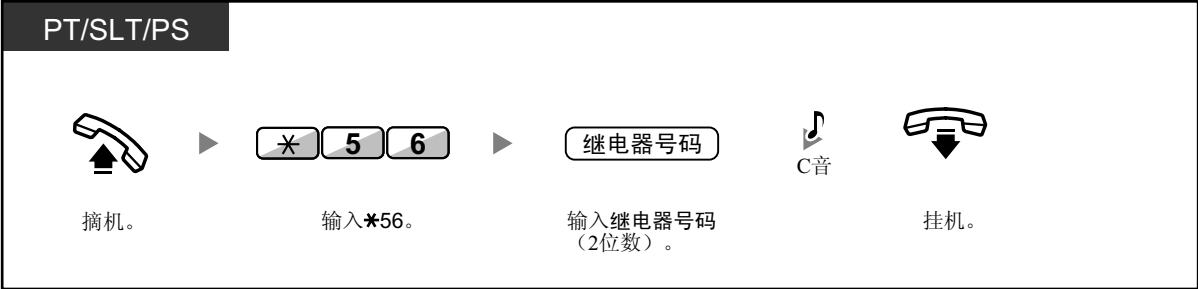 PT/SLT/PS
✱ 5 6
继电器号码
C音
摘机。
输入✱56。
输入继电器号码
（2位数）。
挂机。